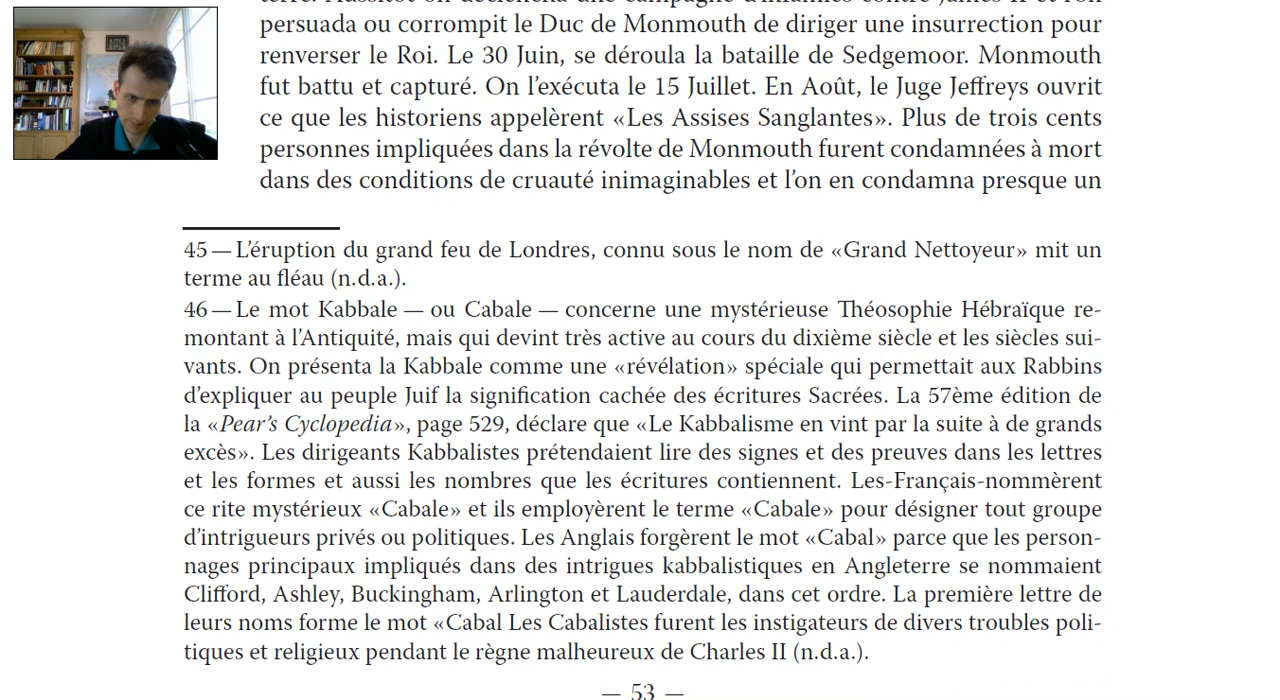 persuada ou corrompit le Duc de Monmouth de diriger une insurrection pour
renverser le Roi. Le 30 Juin, se déroula la bataille de Sedgemoor. Monmouth
fut battu et capturé. On l’exécuta le 15 Juillet. En Août, le Juge Jeffreys ouvrit
ce que les historiens appelèrent «Les Assises Sanglantes». Plus de trois cents
personnes impliquées dans la révolte de Monmouth furent condamnées à mort
dans des conditions de cruauté inimaginables et l’on en condamna presque un
45 — L’éruption du grand feu de Londres, connu sous le nom de «Grand Nettoyeur» mit un
terme au fléau (n.d.a.).
46 — Le mot Kabbale — ou Cabale — concerne une mystérieuse Théosophie Hébraïque re-
montant à l’Antiquité, mais qui devint très active au cours du dixième siècle et les siècles sui-
vants. On présenta la Kabbale comme une «révélation» spéciale qui permettait aux Rabbins
d’expliquer au peuple Juif la signification cachée des écritures Sacrées. La 57ème édition de
la «Pear’s Cyclopedia», page 529, déclare que «Le Kabbalisme en vint par la suite à de grands
excès». Les dirigeants Kabbalistes prétendaient lire des signes et des preuves dans les lettres
et les formes et aussi les nombres que les écritures contiennent. Les-Français-nommèrent
ce rite mystérieux «Cabale» et ils employèrent le terme «Cabale» pour désigner tout groupe
d’intrigueurs privés ou politiques. Les Anglais forgèrent le mot «Cabal» parce que les person-
nages principaux impliqués dans des intrigues kabbalistiques en Angleterre se nommaient
Clifford, Ashley, Buckingham, Arlington et Lauderdale, dans cet ordre. La première lettre de
leurs noms forme le mot «Cabal Les Cabalistes furent les instigateurs de divers troubles poli-
tiques et religieux pendant le règne malheureux de Charles II (n.d.a.).
— 53 —